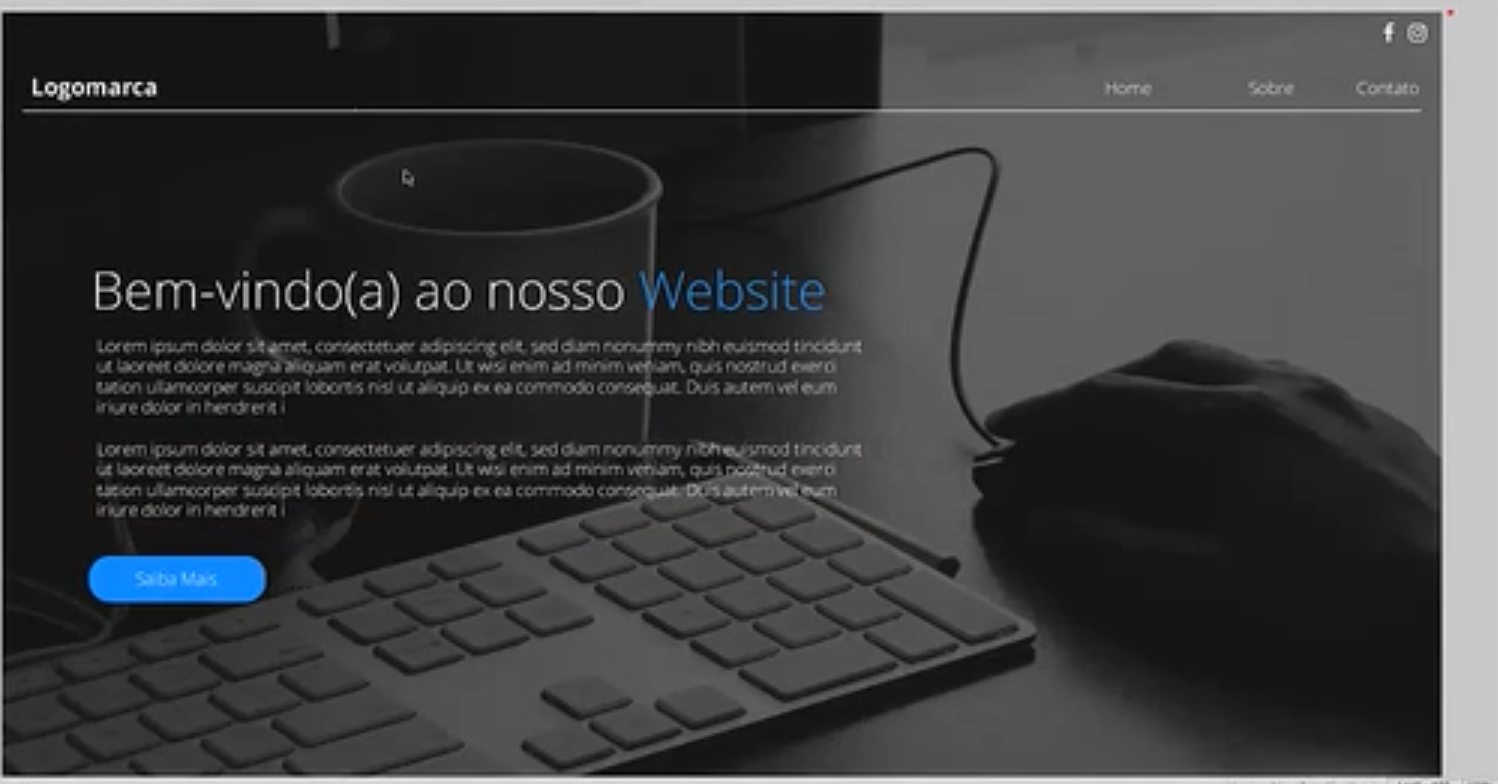 Logomarca
Home Sobre Contato
Bem-vindo(a) ao nosso Website
Lorem ipsum dolor sit amet, consectetuer adipiscing elit, sed diam nonummy nibh euismod tincidunt
ut laoreet dolore magna aliquam erat volutpat. Ut wisi enim ad minim veniam, quis nostrud exerci
tation ullamcorper suscipit lobortis nisl ut aliquip ex ea commodo consequat. Duis autem vel eum
iriure dolor in hendrerit i
Lorem ipsum dolor sit amet, consectetuer adipiscing elit, sed diam nonummy nibh euismod tincidunt
ut laoreet dolore magna aliquam erat volutpat. Ut wisi enim ad minim veniam, quis nostrud exerci
tation ullamcorper suscipit lobortis nisl ut aliquip ex ea commodo consequat. Duis autem vel eum
iriure dolor in hendrerit i
Saiba Mais